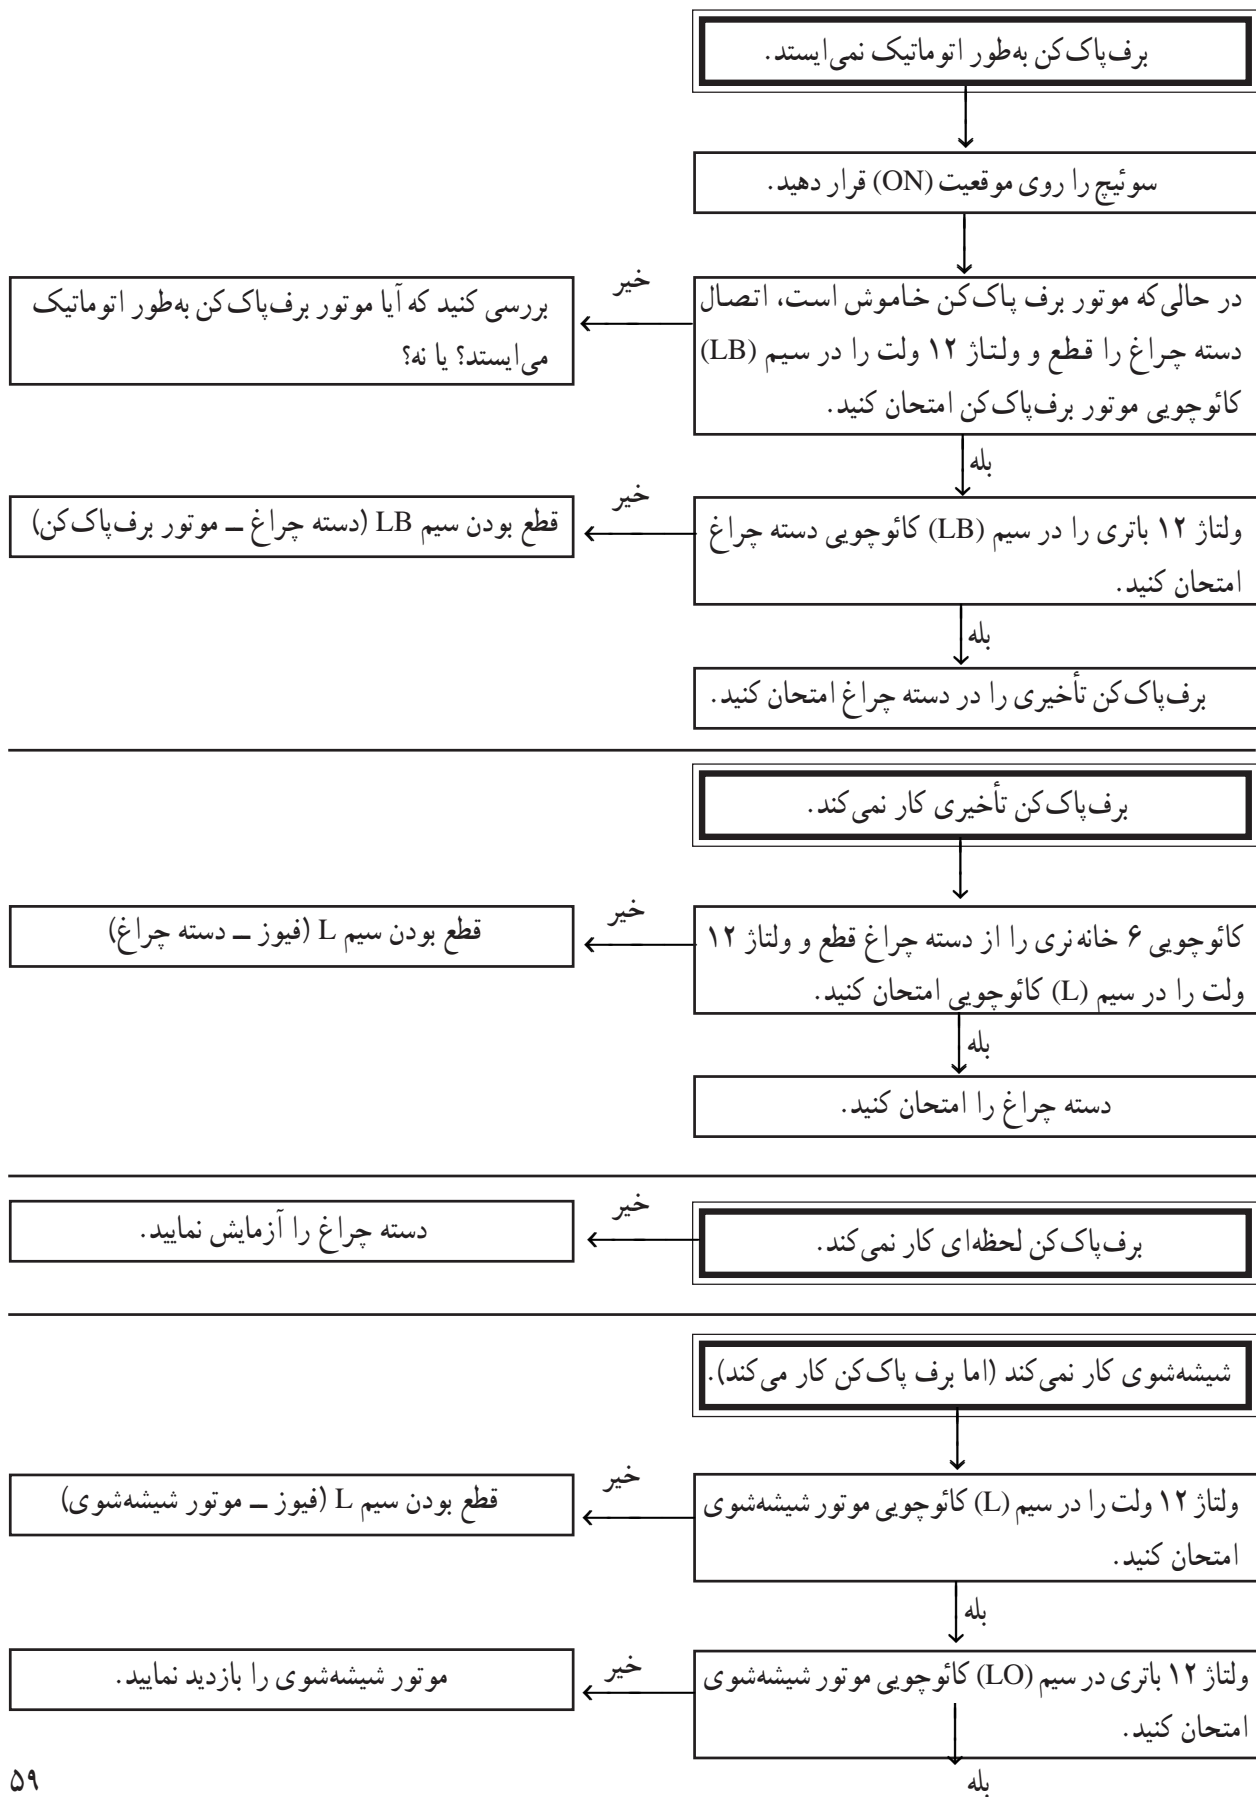 برف‌پاک‌کن به‌طور اتوماتیک نمی‌ایستد.
سوئیچ را روی موقعیت (ON) قرار دهید.
در حالی‌که موتور برف پاک‌کن خاموش است، اتصال
دسته چراغ را قطع و ولتاژ ۱۲ ولت را در سیم (LB)
کائوچویی موتور برف‌پاک‌کن امتحان کنید.
خیر
بررسی کنید که آیا موتور برف‌پاک‌کن به‌طور اتوماتیک
می‌ایستد؟ یا نه؟
بله
ولتاژ ۱۲ باتری را در سیم (LB) کائوچویی دسته چراغ
امتحان کنید.
خیر
قطع بودن سیم LB (دسته چراغ ــ موتور برف‌پاک‌کن)
بله
برف‌پاک‌کن تأخیری را در دسته چراغ امتحان کنید.
برف‌پاک‌کن تأخیری کار نمی‌کند.
کائوچویی ۶ خانه‌نری را از دسته چراغ قطع و ولتاژ ۱۲
ولت را در سیم (L) کائوچویی امتحان کنید.
خیر
قطع بودن سیم L (فیوز ــ دسته چراغ)
بله
دسته چراغ را امتحان کنید.
برف‌پاک‌کن لحظه‌ای کار نمی‌کند.
خیر
دسته چراغ را آزمایش نمایید.
شیشه‌شوی کار نمی‌کند (اما برف پاک‌کن کار می‌کند).
ولتاژ ۱۲ ولت را در سیم (L) کائوچویی موتور شیشه‌شوی
امتحان کنید.
خیر
قطع بودن سیم L (فیوز ــ موتور شیشه‌شوی)
بله
ولتاژ ۱۲ باتری در سیم (LO) کائوچویی موتور شیشه‌شوی
امتحان کنید.
خیر
موتور شیشه‌شوی را بازدید نمایید.
بله
۵۹